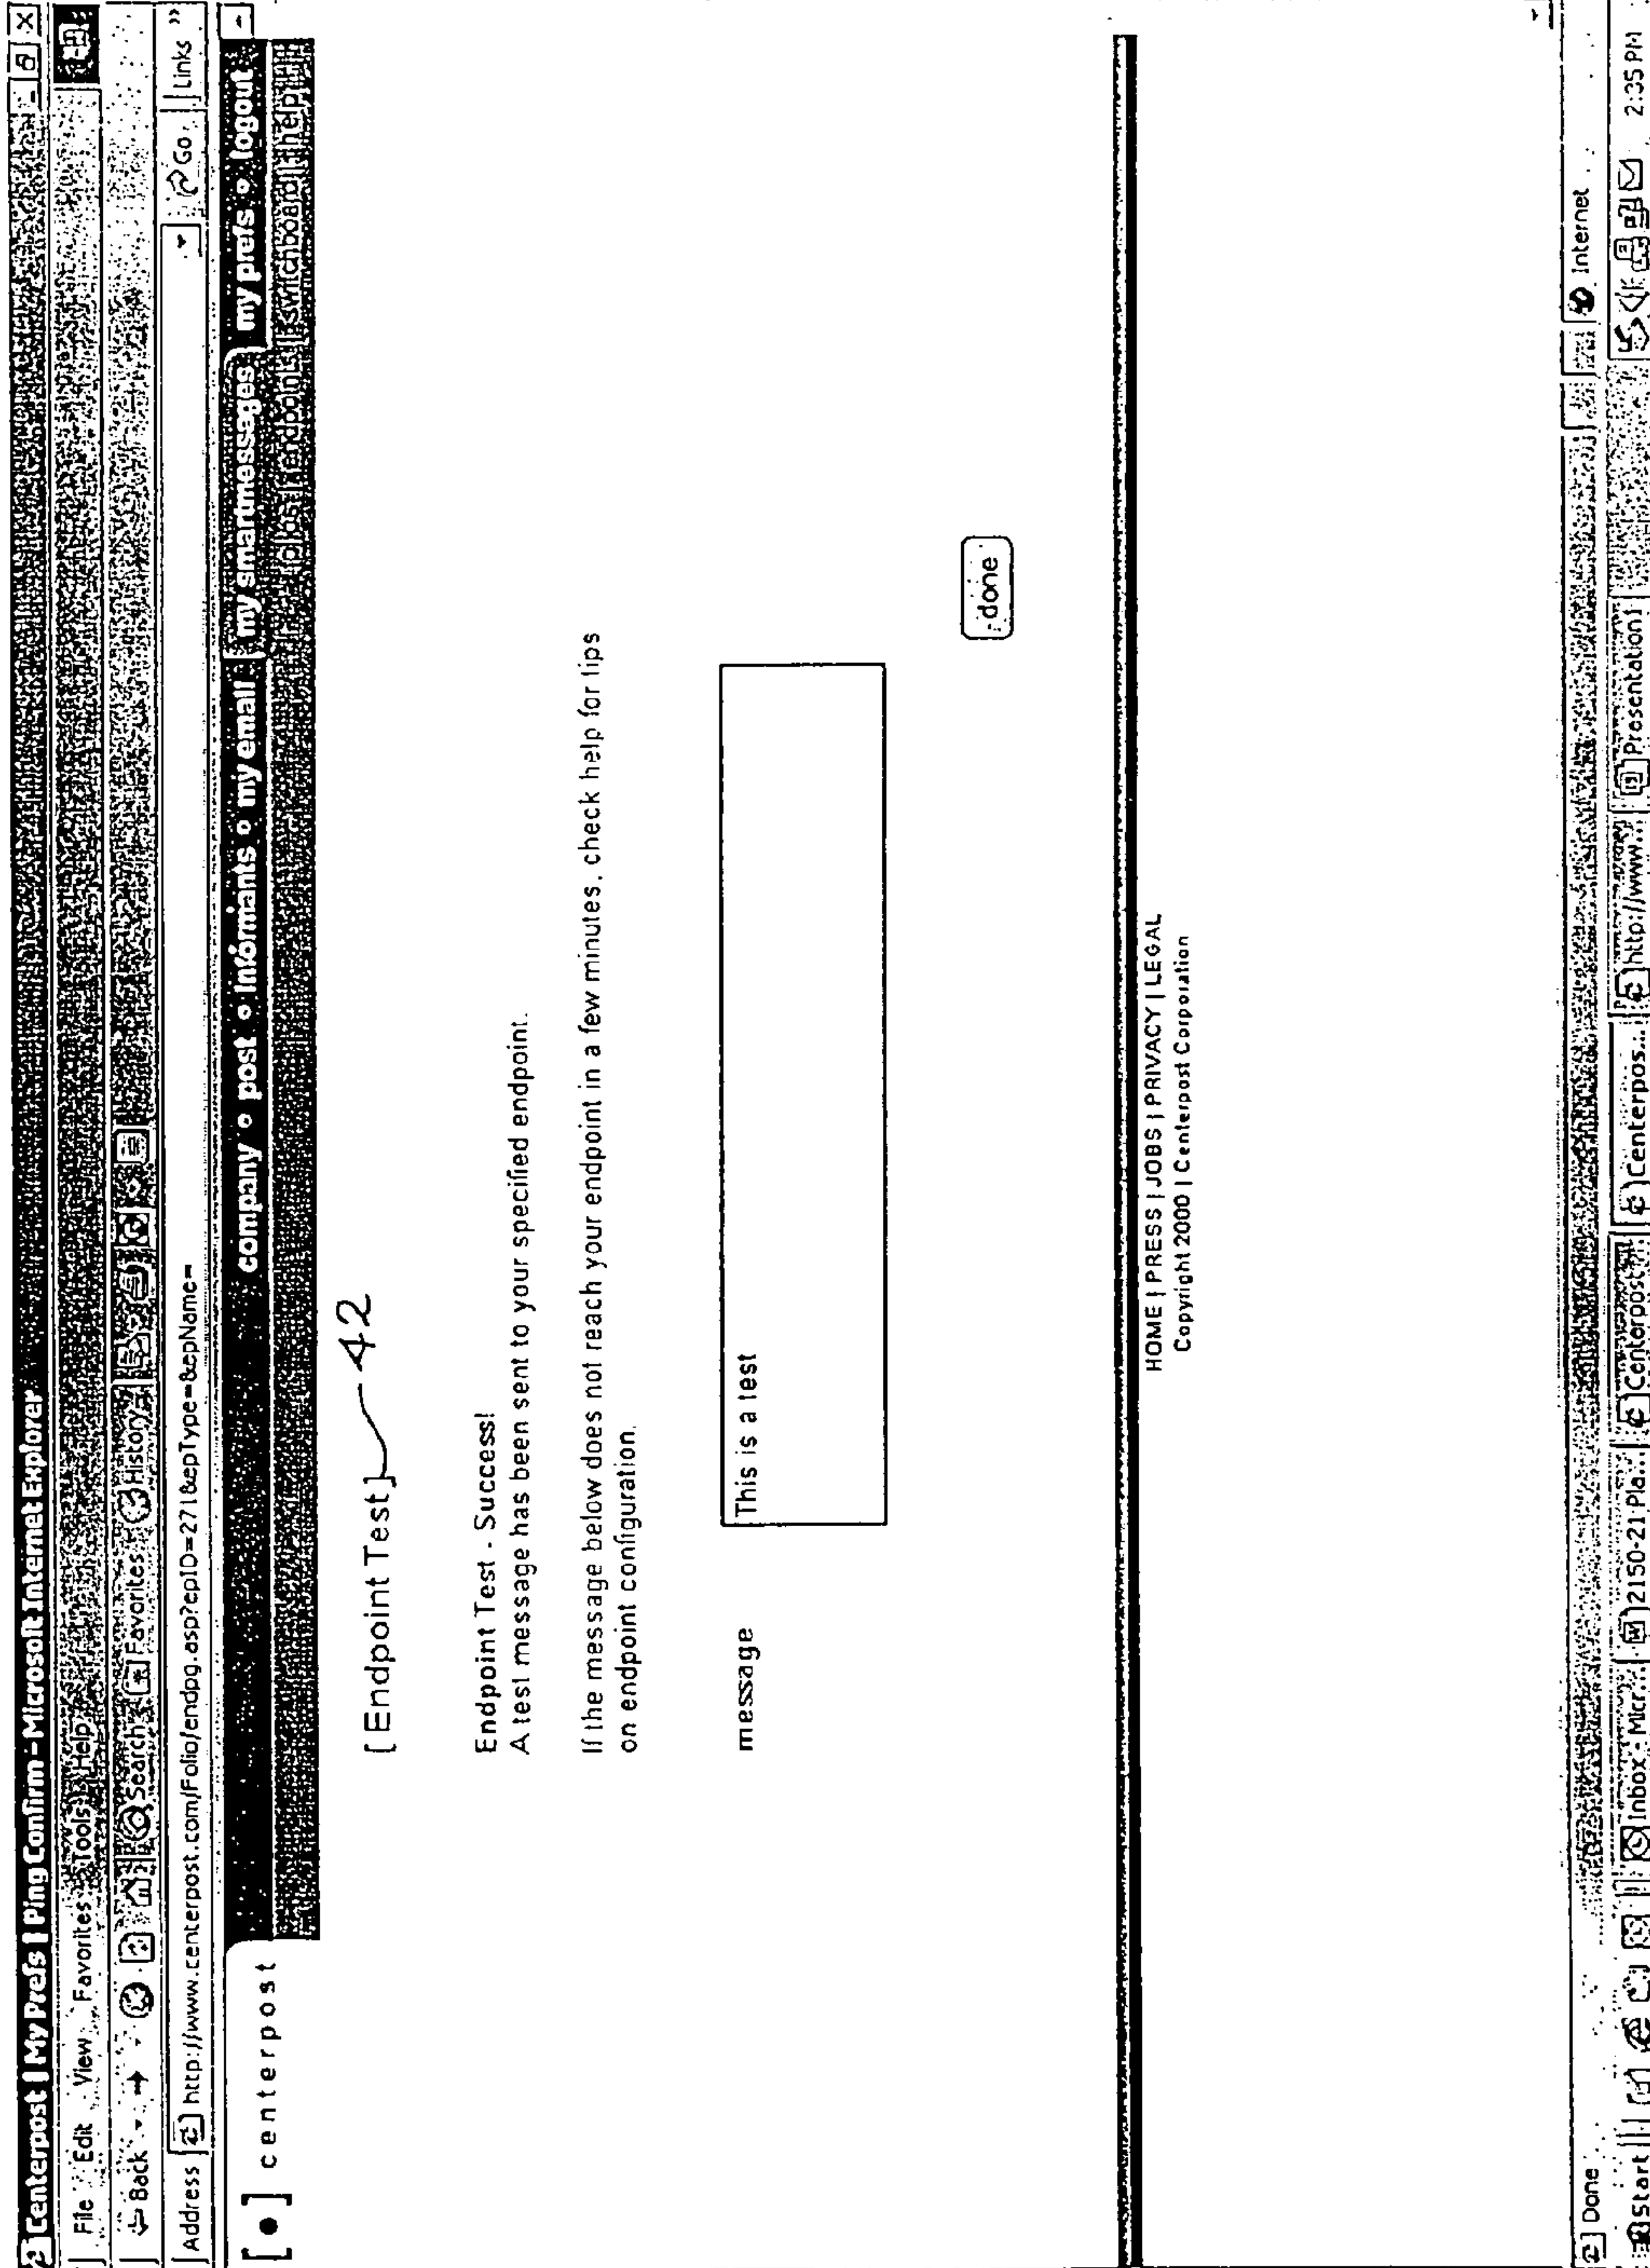 Centerpost | My Prefs | Ping Confirm - Microsoft Internet Explorer
File Edit View Favorites Tools Help
Back Search Favorites History
Address http://www.centerpost.com/Folio/endpg.asp?epID=271&epType=&epName= Go Links »
[•] centerpost
company • post • informants • my email my smartmessages my prefs • logout
endpoints | switchboard | help
[Endpoint Test] 42
Endpoint Test - Success!
A test message has been sent to your specified endpoint.
If the message below does not reach your endpoint in a few minutes, check help for tips
on endpoint configuration.
message This is a test
done
HOME | PRESS | JOBS | PRIVACY | LEGAL
Copyright 2000 | Centerpost Corporation
Done Internet
Start Inbox - Micr... 2150-21 Pla... Centerpost Centerpos... http://www.... Presentation1 2:35 PM